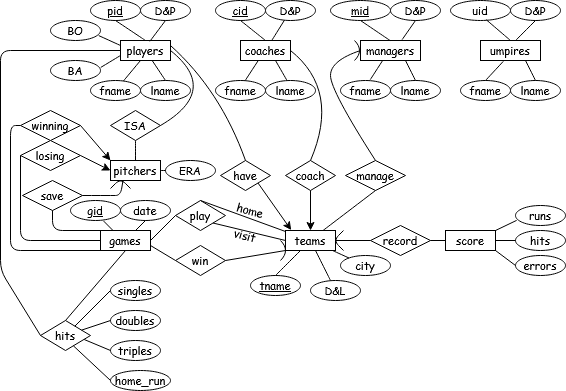 pid D&P cid D&P mid D&P uid D&P
BO players coaches managers umpires
BA
fname lname fname lname fname lname fname lname
winning ISA
losing
pitchers ERA have coach manage
save
gid date play home runs
visit
games teams record score hits
win city errors
tname D&L
singles
doubles
hits
triples
home_run